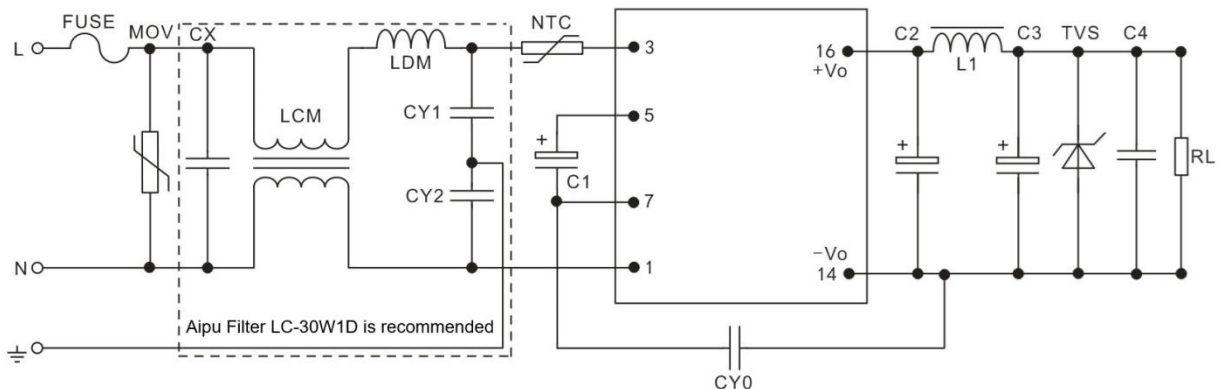 FUSE
MOV
CX
L
LDM
NTC
LCM
CY1
CY2
N
Aipu Filter LC-30W1D is recommended
3
5
+
C1
7
1
16
+Vo
−Vo
14
C2
L1
C3
TVS
C4
+
+
RL
CY0